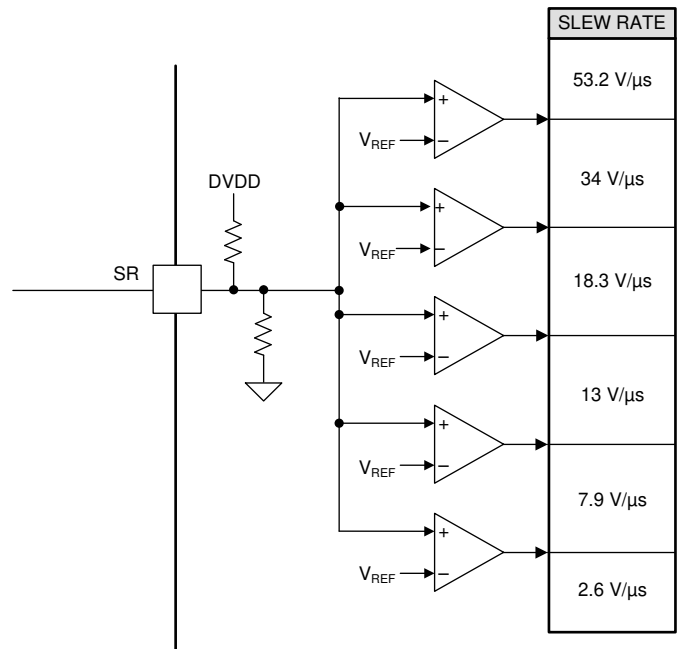 SLEW RATE
53.2 V/µs
+
VREF
−
34 V/µs
DVDD
+
VREF
−
18.3 V/µs
SR
+
VREF
−
13 V/µs
+
VREF
−
7.9 V/µs
+
VREF
−
2.6 V/µs